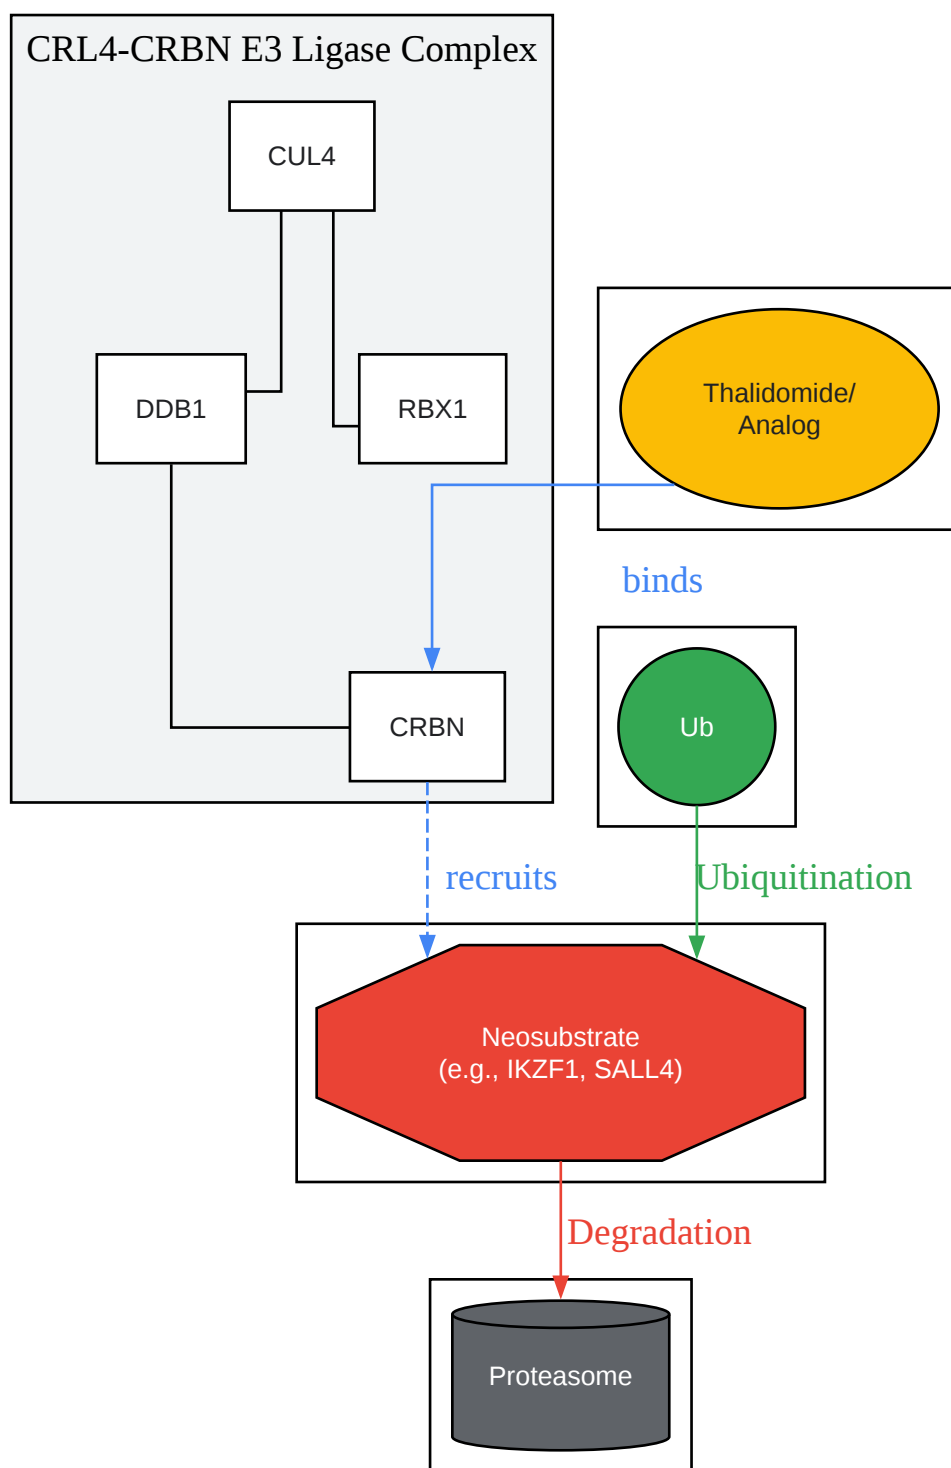 CRL4-CRBN E3 Ligase Complex
CUL4
DDB1
RBX1
Thalidomide/
Analog
binds
CRBN
Ub
recruits
Ubiquitination
Neosubstrate
(e.g., IKZF1, SALL4)
Degradation
Proteasome